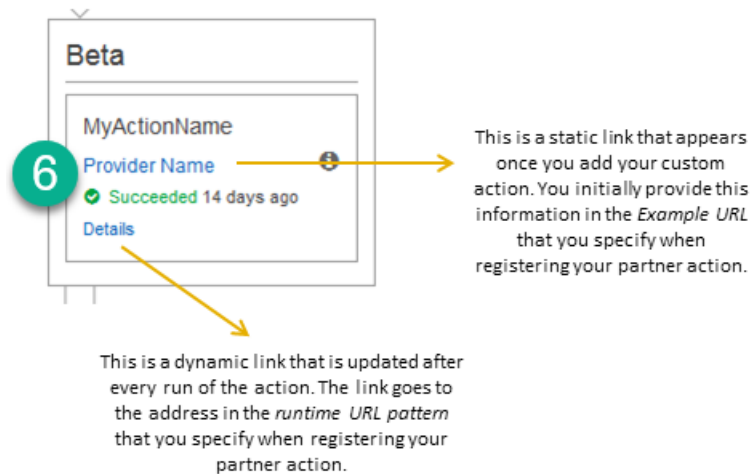 Beta
MyActionName
6
Provider Name
Succeeded 14 days ago
Details
This is a static link that appears
once you add your custom
action. You initially provide this
information in the Example URL
that you specify when
registering your partner action.
This is a dynamic link that is updated after
every run of the action. The link goes to
the address in the runtime URL pattern
that you specify when registering your
partner action.